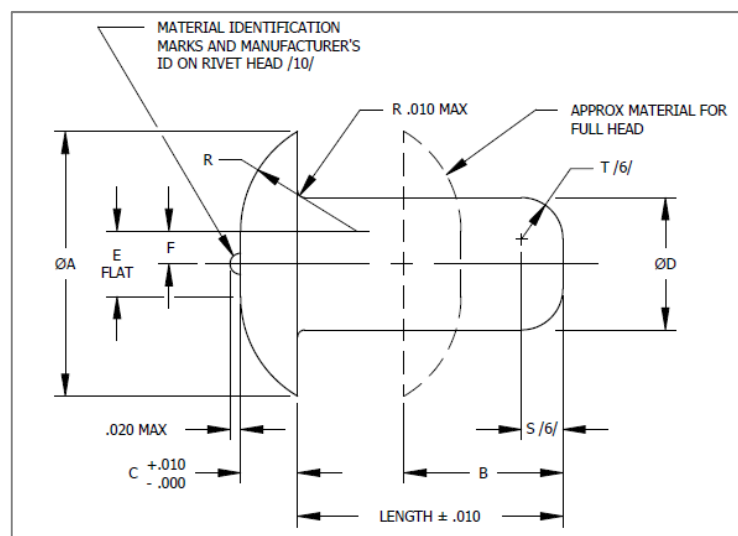 MATERIAL IDENTIFICATION
MARKS AND MANUFACTURER'S
ID ON RIVET HEAD /10/
R .010 MAX
APPROX MATERIAL FOR
FULL HEAD
R
T /6/
E
FLAT
F
ØA
ØD
.020 MAX
S /6/
C +.010
- .000
B
LENGTH ± .010